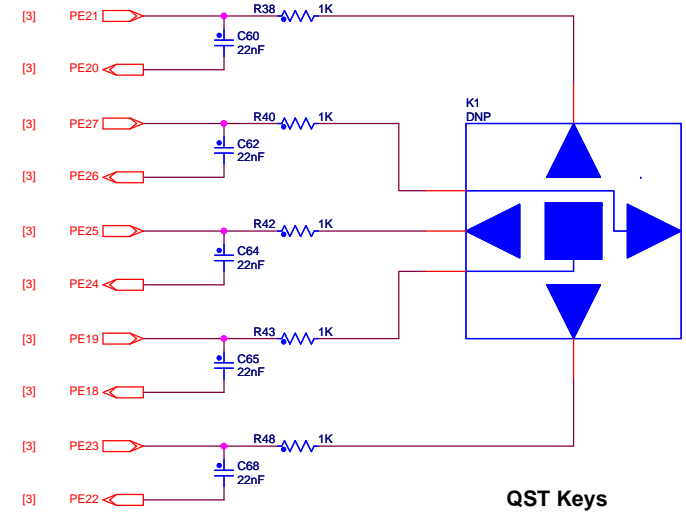 [3] PE21 R38 1K
C60
22nF
[3] PE20
K1
DNP
[3] PE27 R40 1K
C62
22nF
[3] PE26
[3] PE25 R42 1K
C64
22nF
[3] PE24
[3] PE19 R43 1K
C65
22nF
[3] PE18
[3] PE23 R48 1K
C68
22nF
[3] PE22
QST Keys